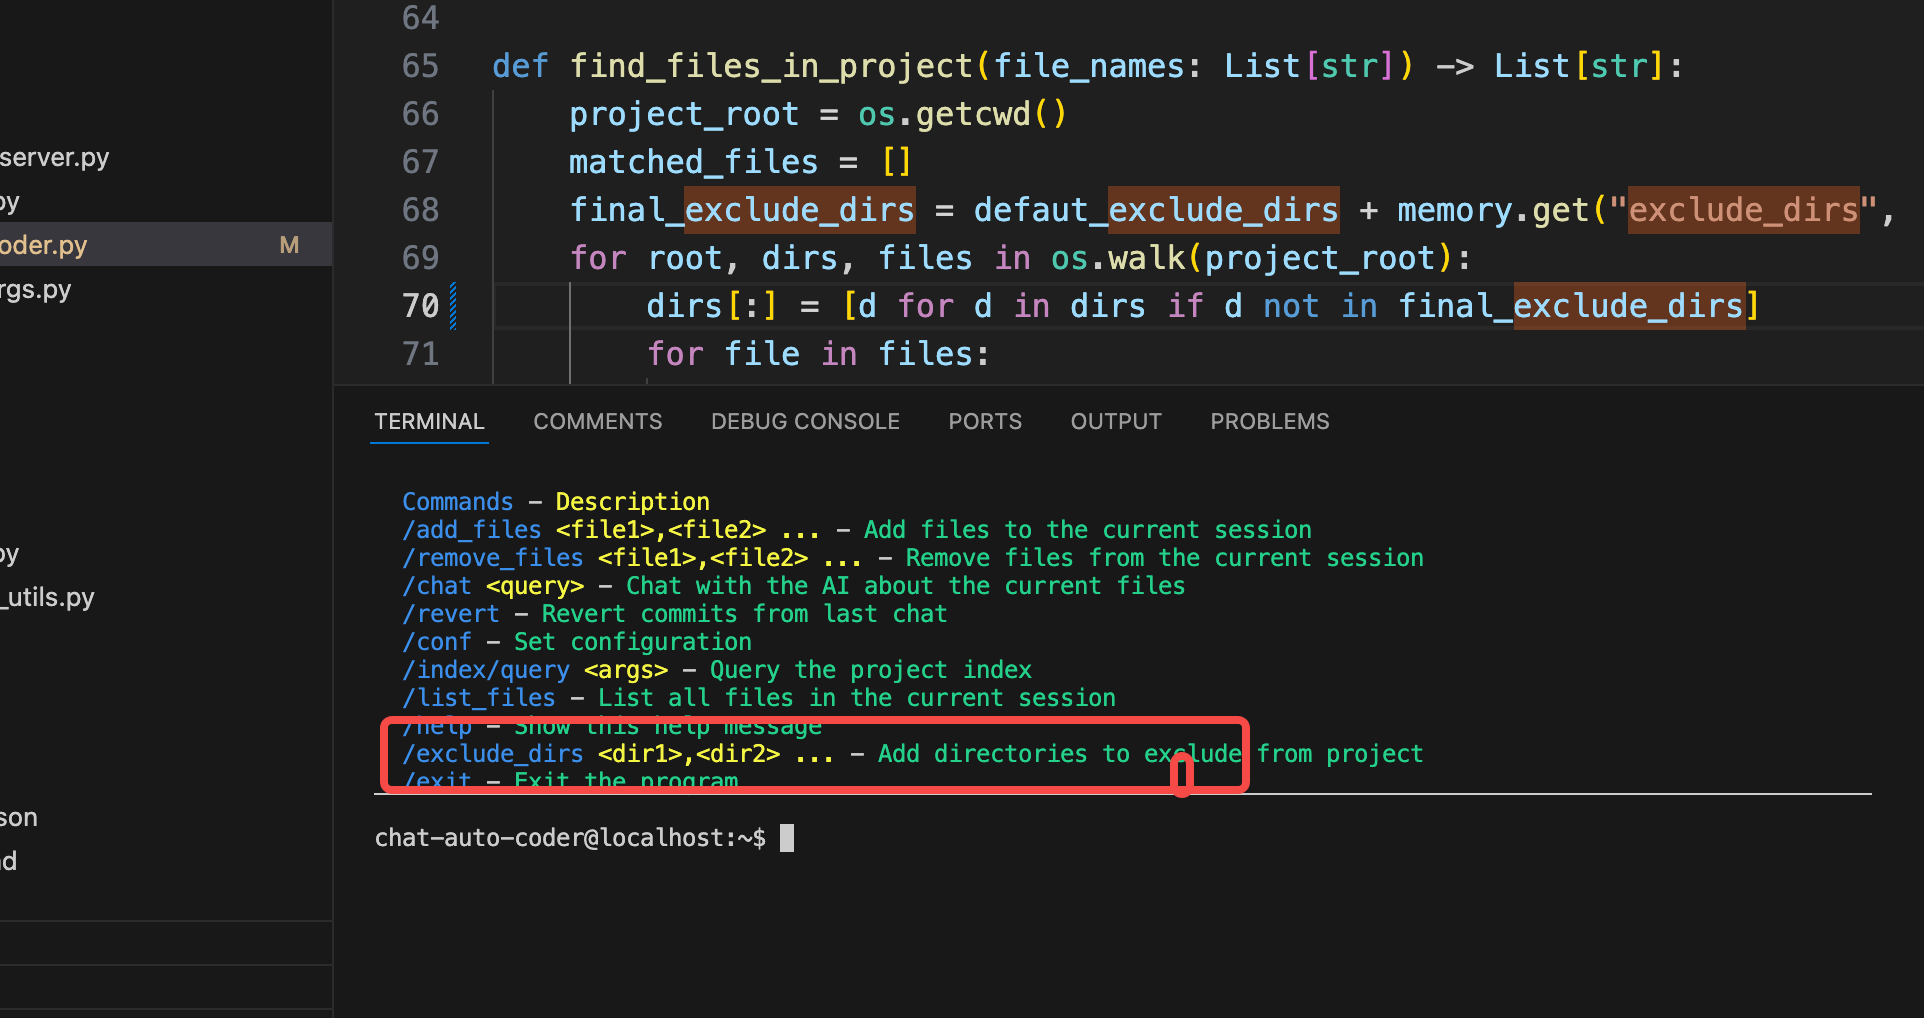 server.py
py
oder.py M
rgs.py
py
_utils.py
son
d
64
65 def find_files_in_project(file_names: List[str]) -> List[str]:
66 project_root = os.getcwd()
67 matched_files = []
68 final_exclude_dirs = defaut_exclude_dirs + memory.get("exclude_dirs",
69 for root, dirs, files in os.walk(project_root):
70 dirs[:] = [d for d in dirs if d not in final_exclude_dirs]
71 for file in files:
TERMINAL COMMENTS DEBUG CONSOLE PORTS OUTPUT PROBLEMS
Commands - Description
/add_files <file1>,<file2> ... - Add files to the current session
/remove_files <file1>,<file2> ... - Remove files from the current session
/chat <query> - Chat with the AI about the current files
/revert - Revert commits from last chat
/conf - Set configuration
/index/query <args> - Query the project index
/list_files - List all files in the current session
/help - Show this help message
/exclude_dirs <dir1>,<dir2> ... - Add directories to exclude from project
/exit - Exit the program
chat-auto-coder@localhost:~$